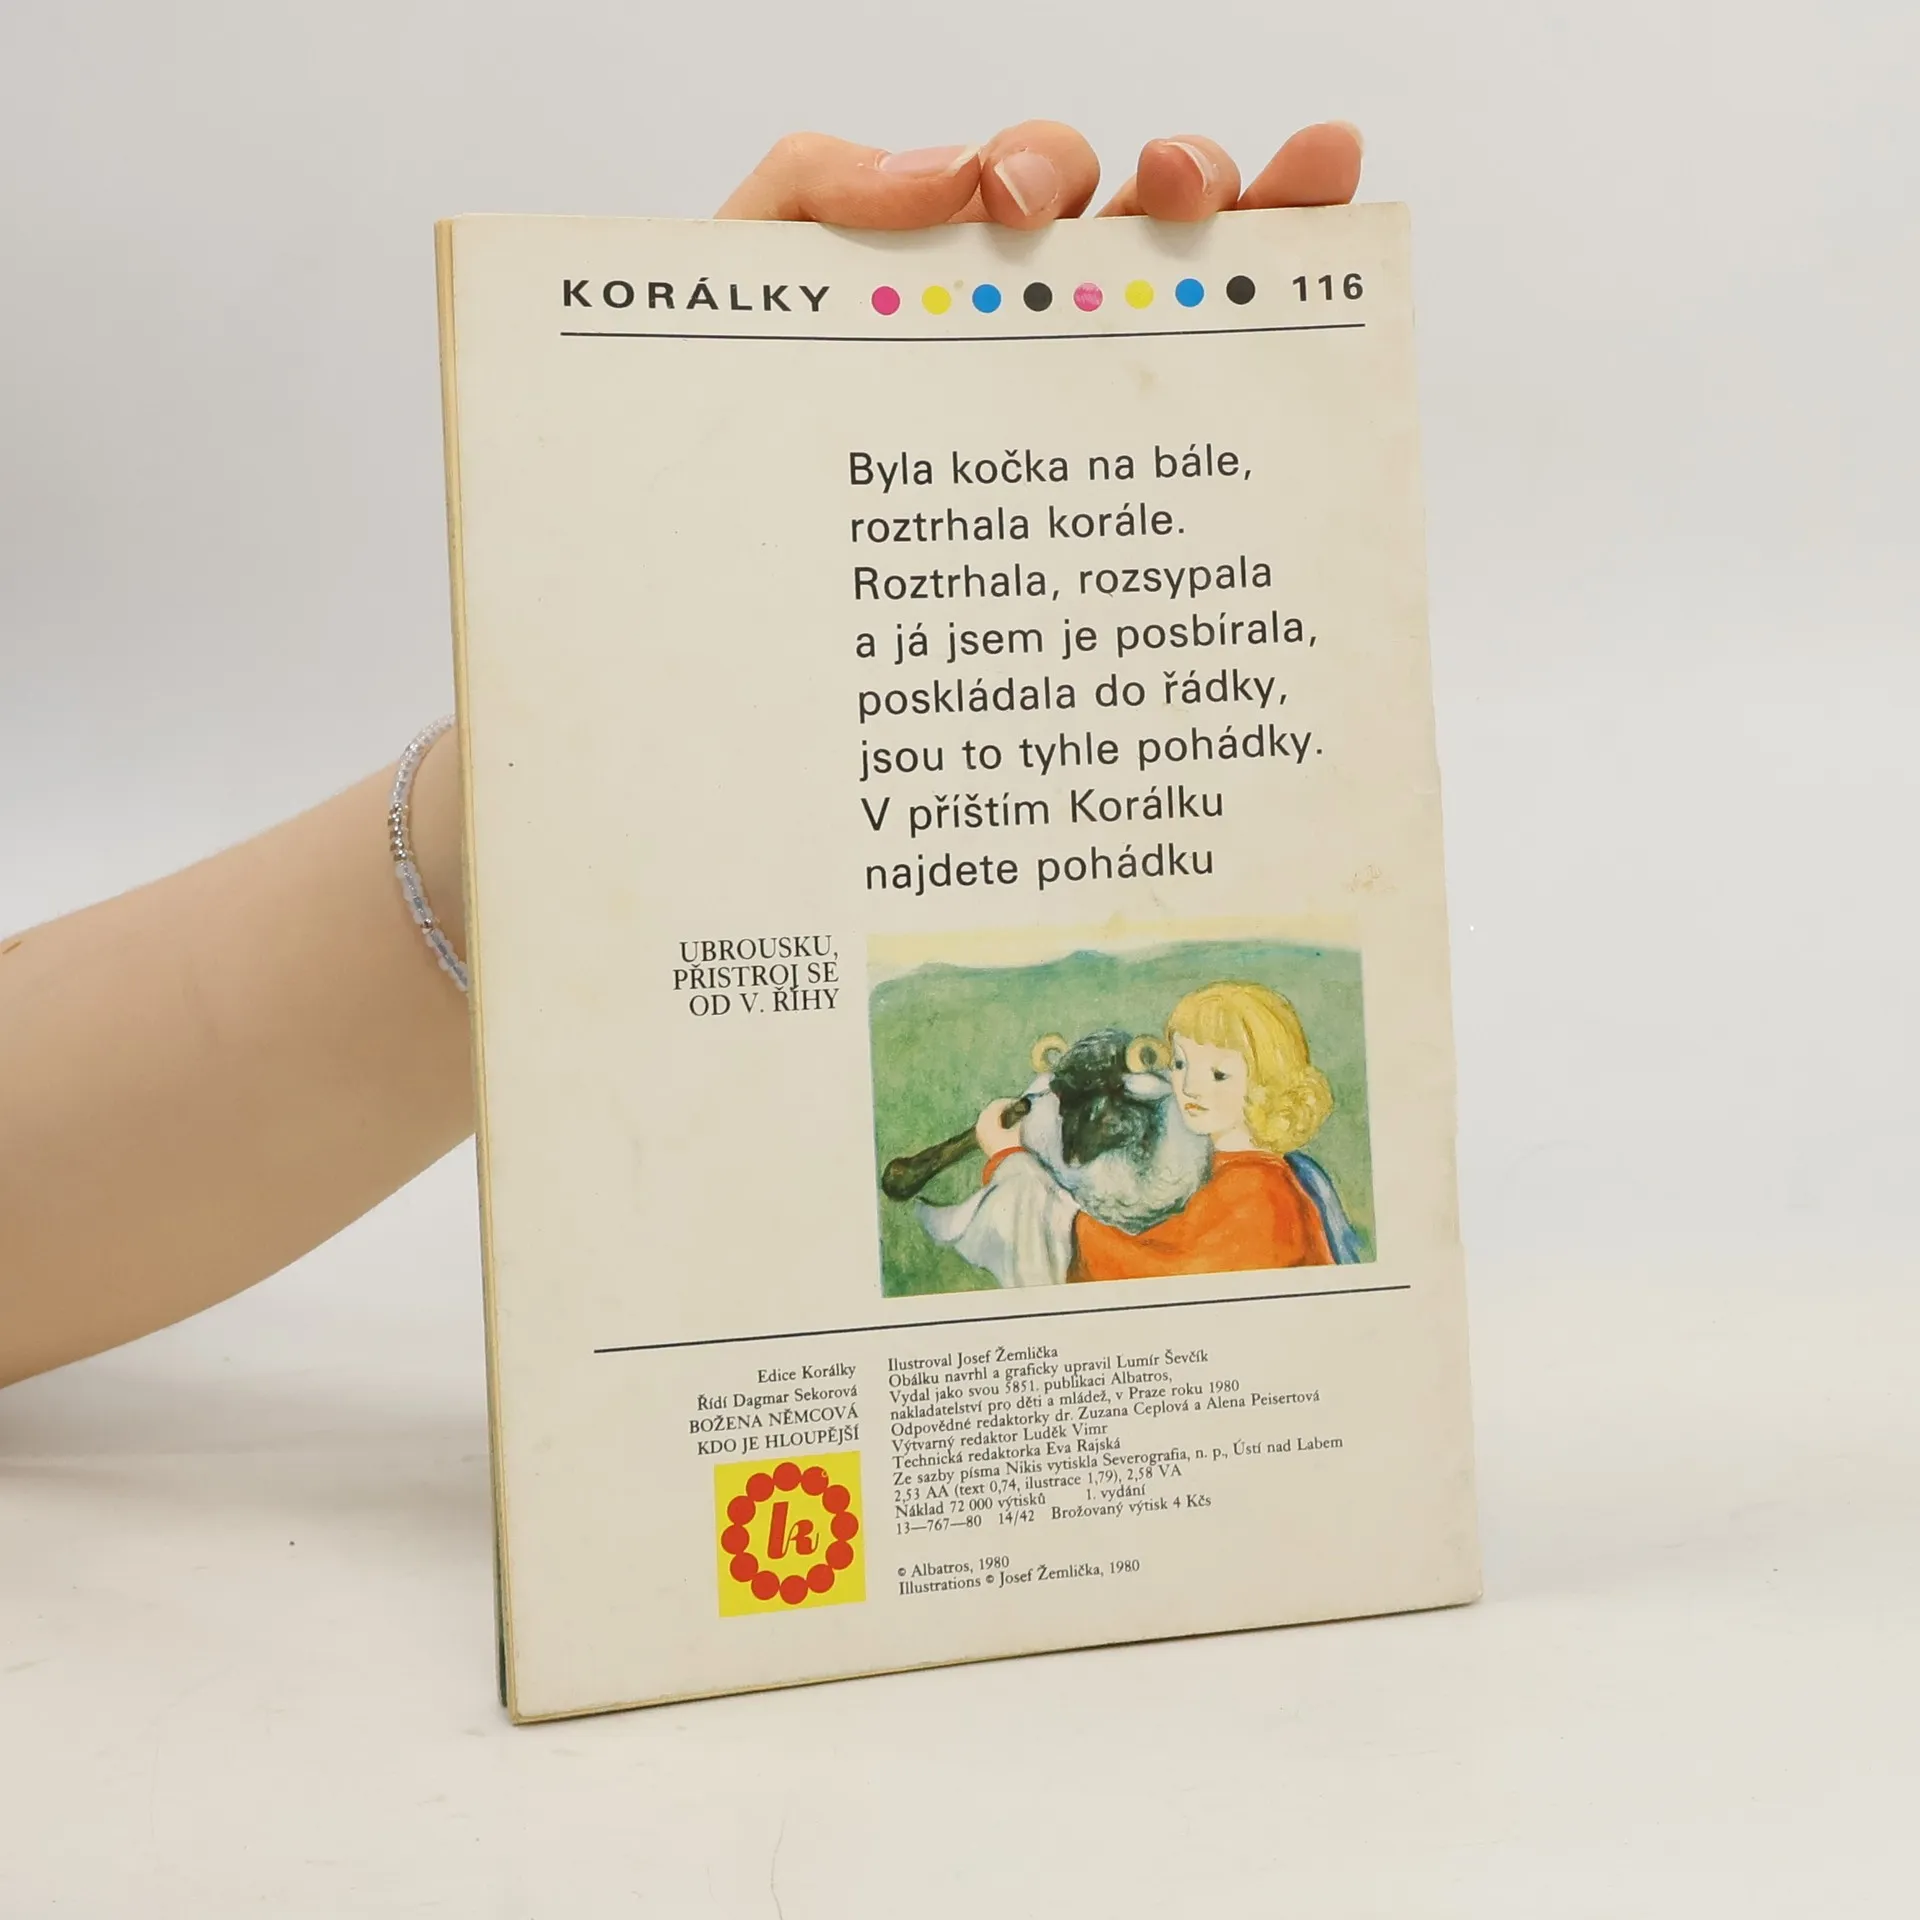 KORÁLKY 116
Byla kočka na bále,
roztrhala korále.
Roztrhala, rozsypala
a já jsem je posbírala,
poskládala do řádky,
jsou to tyhle pohádky.
V příštím Korálku
najdete pohádku
UBROUSKU,
PŘISTROJ SE
OD V. ŘÍHY
Edice Korálky
Řídí Dagmar Sekorová
BOŽENA NĚMCOVÁ
KDO JE HLOUPĚJŠÍ
k
Ilustroval Josef Žemlička
Obálku navrhl a graficky upravil Lumír Ševčík
Vydal jako svou 5851. publikaci Albatros,
nakladatelství pro děti a mládež, v Praze roku 1980
Odpovědné redaktorky dr. Zuzana Ceplová a Alena Peisertová
Výtvarný redaktor Luděk Vimr
Technická redaktorka Eva Rajská
Ze sazby písma Nikis vytiskla Severografia, n. p., Ústí nad Labem
2,53 AA (text 0,74, ilustrace 1,79), 2,58 VA
Náklad 72 000 výtisků 1. vydání
13—767—80 14/42 Brožovaný výtisk 4 Kčs
© Albatros, 1980
Illustrations © Josef Žemlička, 1980